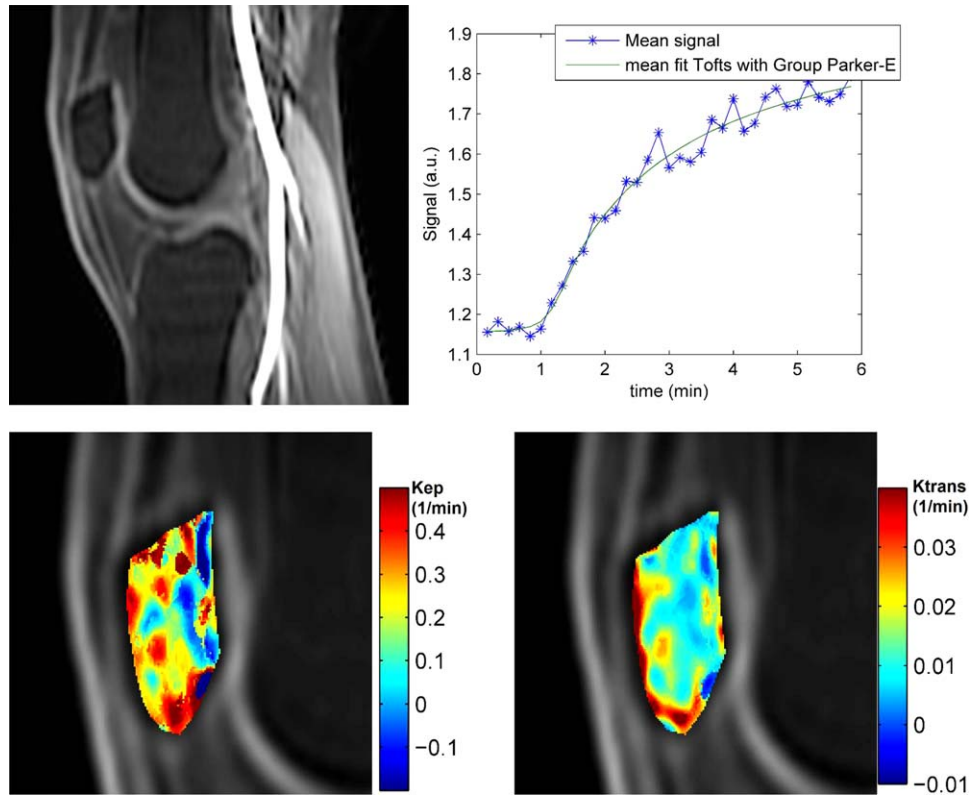 1.9
1.8
1.7
1.6
1.5
1.4
1.3
1.2
1.1
Signal (a.u.)
Mean signal
mean fit Tofts with Group Parker-E
0 1 2 3 4 5 6
time (min)
Kep
(1/min)
0.4
0.3
0.2
0.1
0
−0.1
Ktrans
(1/min)
0.03
0.02
0.01
0
−0.01